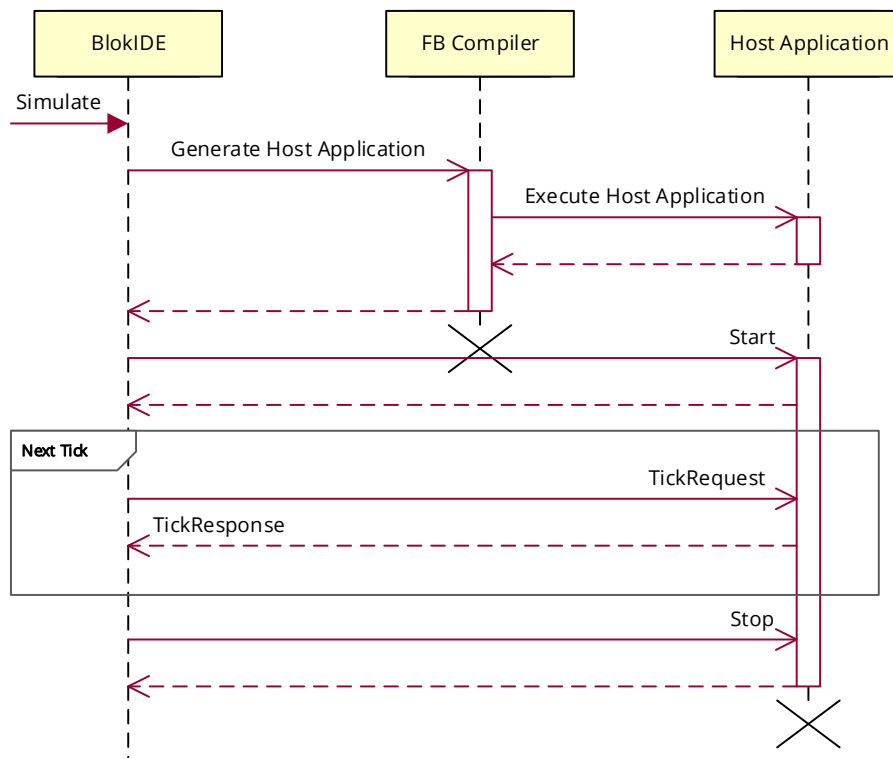 BlokIDE
FB Compiler
Host Application
Simulate
Generate Host Application
Execute Host Application
Start
Next Tick
TickRequest
TickResponse
Stop